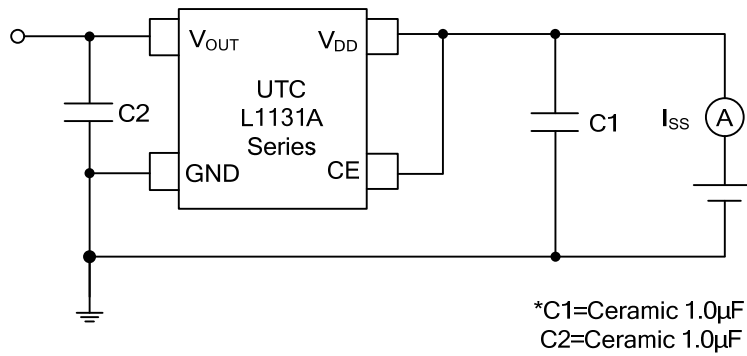 VOUT
VDD
UTC
L1131A
Series
C2
C1
ISS
A
GND
CE
*C1=Ceramic 1.0µF
C2=Ceramic 1.0µF